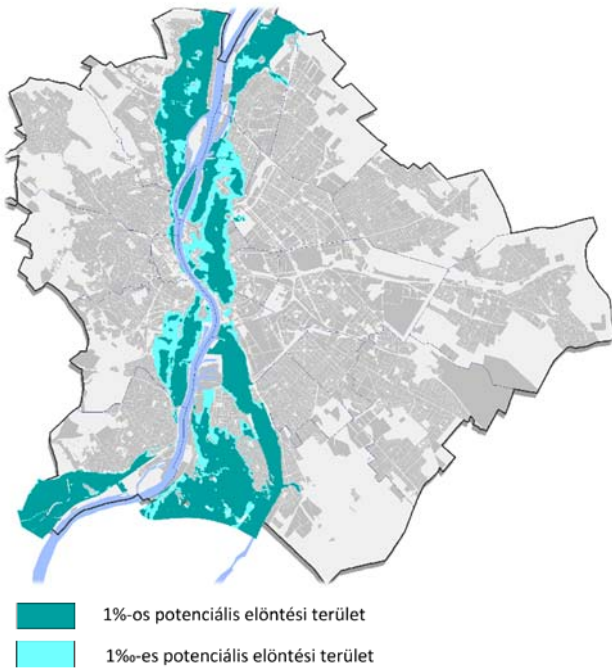 1%-os potenciális elöntési terület
1‰-es potenciális elöntési terület